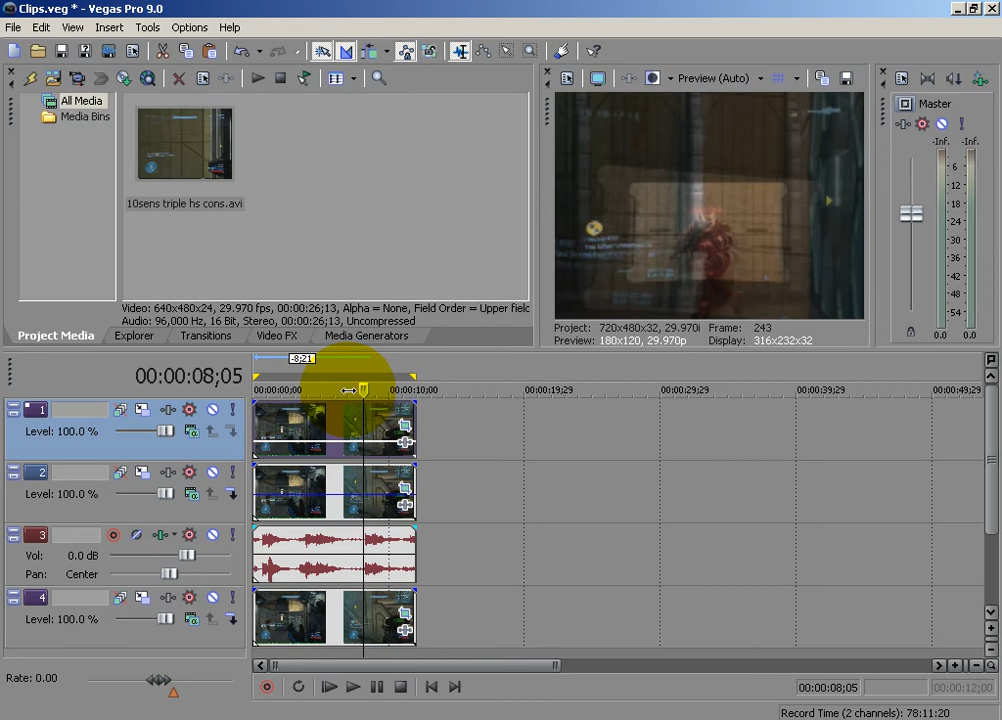 Clips.veg * - Vegas Pro 9.0
File Edit View Insert Tools Options Help
All Media
Media Bins
10sens triple hs cons.avi
Video: 640x480x24, 29.970 fps, 00:00:26;13, Alpha = None, Field Order = Upper field
Audio: 96,000 Hz, 16 Bit, Stereo, 00:00:26;13, Uncompressed
Project Media Explorer Transitions Video FX Media Generators
Preview (Auto)
Project: 720x480x32, 29.970i Frame: 243
Preview: 180x120, 29.970p Display: 316x232x32
Master
-Inf. -Inf.
6
12
18
24
30
36
42
48
54
0.0 0.0
-8;21
00:00:08;05
00:00:00;00 00:00:10;00 00:00:19;29 00:00:29;29 00:00:39;29 00:00:49;29
1
Level: 100.0 %
2
Level: 100.0 %
3
Vol: 0.0 dB
Pan: Center
4
Level: 100.0 %
Rate: 0.00
00:00:08;05 00:00:12;00
Record Time (2 channels): 78:11:20